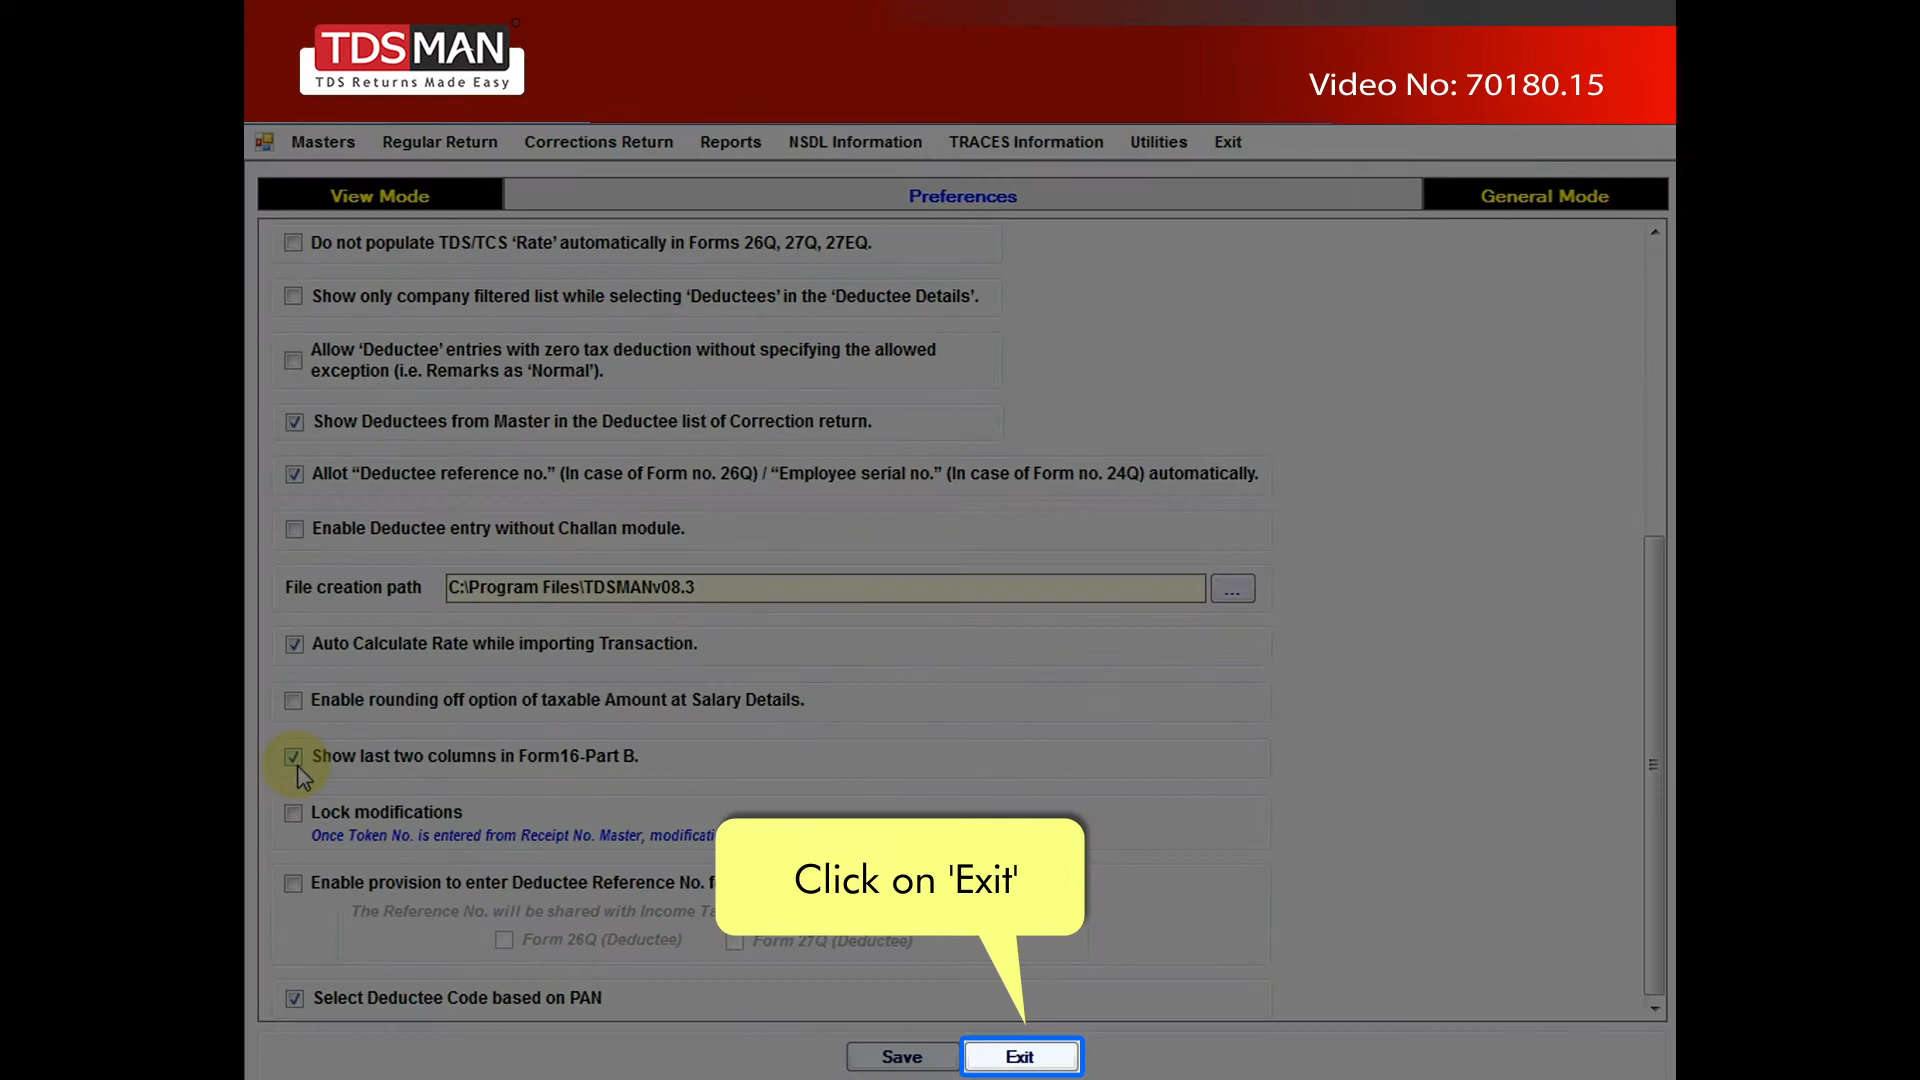 TDSMAN
TDS Returns Made Easy
Video No: 70180.15
Masters Regular Return Corrections Return Reports NSDL Information TRACES Information Utilities Exit
View Mode Preferences General Mode
Do not populate TDS/TCS ‘Rate’ automatically in Forms 26Q, 27Q, 27EQ.
Show only company filtered list while selecting ‘Deductees’ in the ‘Deductee Details’.
Allow ‘Deductee’ entries with zero tax deduction without specifying the allowed
exception (i.e. Remarks as ‘Normal’).
Show Deductees from Master in the Deductee list of Correction return.
Allot “Deductee reference no.” (In case of Form no. 26Q) / “Employee serial no.” (In case of Form no. 24Q) automatically.
Enable Deductee entry without Challan module.
File creation path C:\Program Files\TDSMANv08.3 ...
Auto Calculate Rate while importing Transaction.
Enable rounding off option of taxable Amount at Salary Details.
Show last two columns in Form16-Part B.
Lock modifications
Once Token No. is entered from Receipt No. Master,
Click on 'Exit'
Enable provision to enter Deductee Reference No.
The Reference No. will be shared with Income
Form 26Q (Deductee) Form 27Q (Deductee)
Select Deductee Code based on PAN
Save Exit